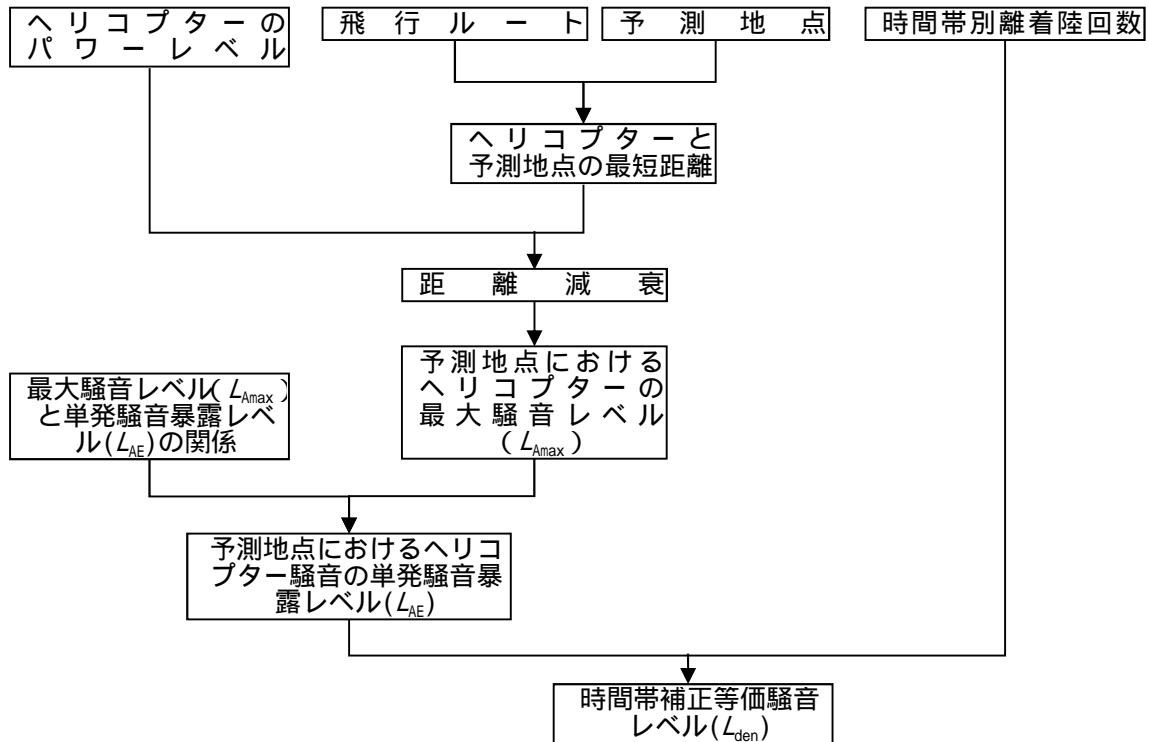 ヘリコプターの
パワーレベル
飛行ルート
予測地点
時間帯別離着陸回数
ヘリコプターと
予測地点の最短距離
距離減衰
予測地点における
ヘリコプターの
最大騒音レベル
(LAmax)
最大騒音レベル(LAmax)
と単発騒音暴露レベ
ル(LAE)の関係
予測地点におけるヘリコ
プター騒音の単発騒音暴
露レベル(LAE)
時間帯補正等価騒音
レベル(Lden)